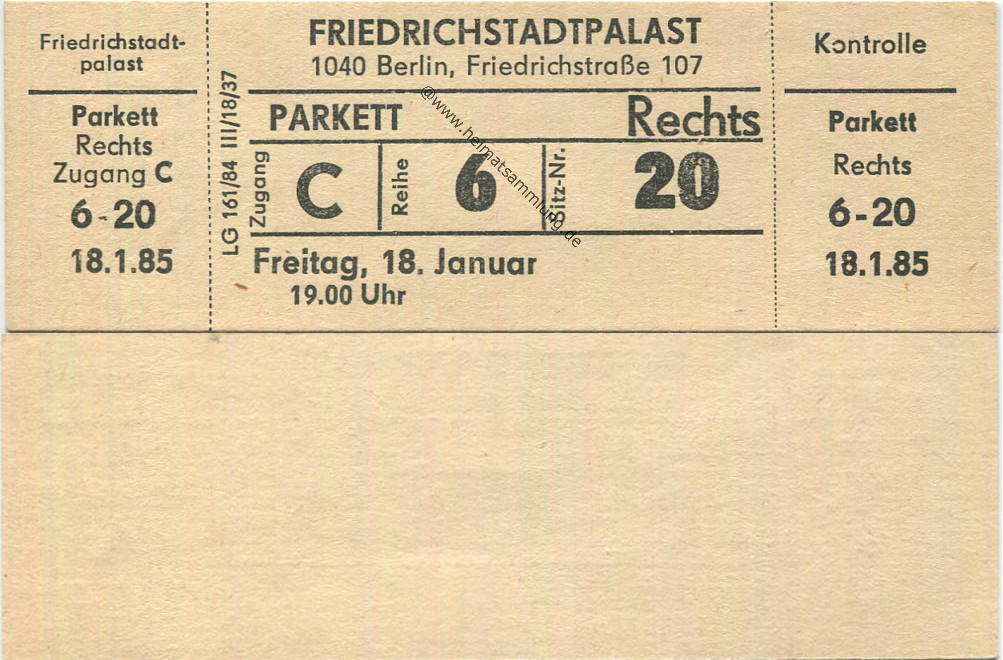 Friedrichstadt-
palast
Parkett
Rechts
Zugang C
6-20
18.1.85
LG 161/84 III/18/37
FRIEDRICHSTADTPALAST
1040 Berlin, Friedrichstraße 107
PARKETT Rechts
Zugang C Reihe 6 Sitz-Nr. 20
Freitag, 18. Januar
19.00 Uhr
@www.heimatsammlung.de
Kontrolle
Parkett
Rechts
6-20
18.1.85